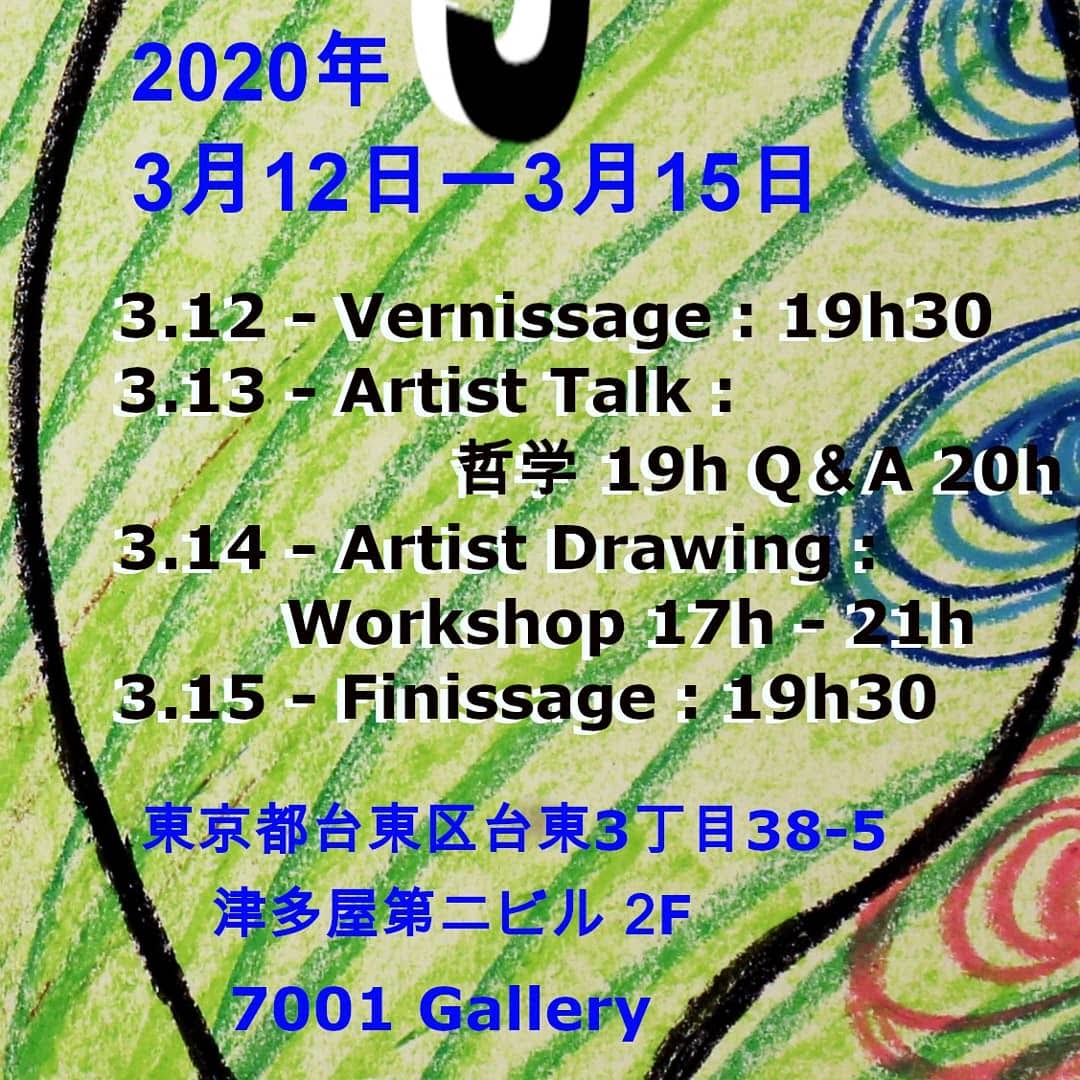 2020年
3月12日ー3月15日
3.12 - Vernissage : 19h30
3.13 - Artist Talk :
哲学 19h Q&A 20h
3.14 - Artist Drawing :
Workshop 17h - 21h
3.15 - Finissage : 19h30
東京都台東区台東3丁目38-5
津多屋第二ビル 2F
7001 Gallery